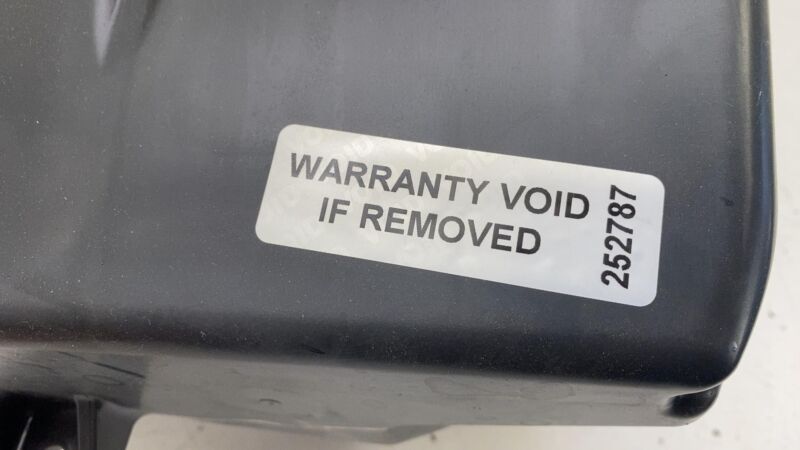 WARRANTY VOID
IF REMOVED
252787